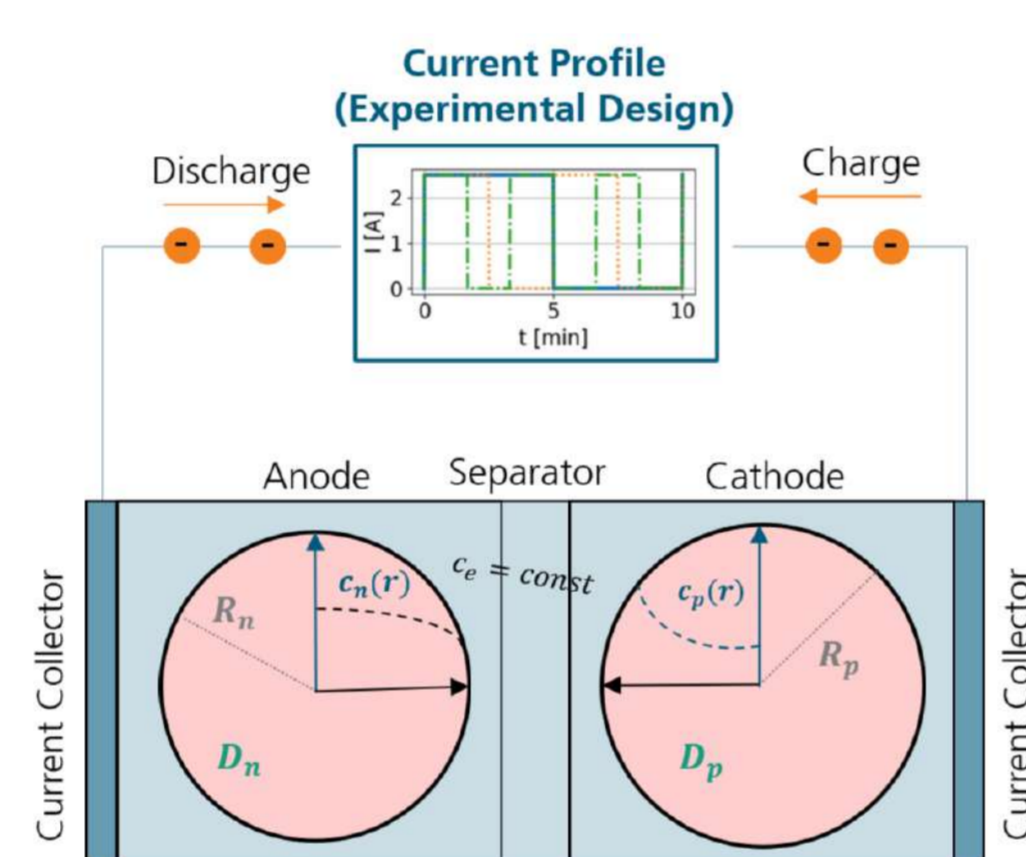 Current Profile
(Experimental Design)
Discharge
Charge
- -
- -
I [A]
2
1
0
0 5 10
t [min]
Anode Separator Cathode
Current Collector
c_n(r)
R_n
D_n
c_e = const
c_p(r)
R_p
D_p
Current Collector